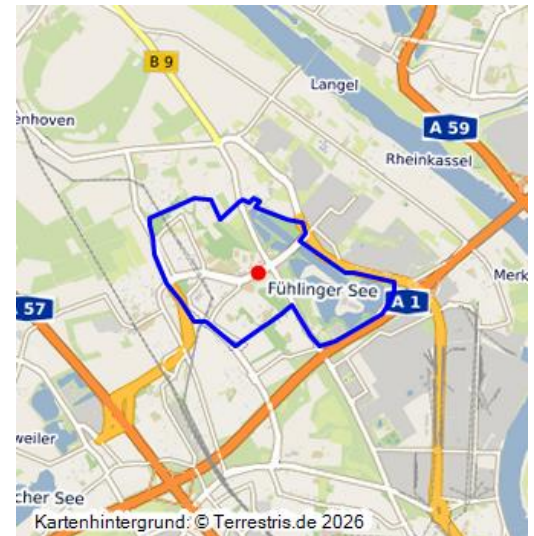 B 9
Langel
enhoven
A 59
Rheinkassel
Merk
Fühlinger See
A 1
57
weiler
cher See
Kartenhintergrund: © Terrestris.de 2026